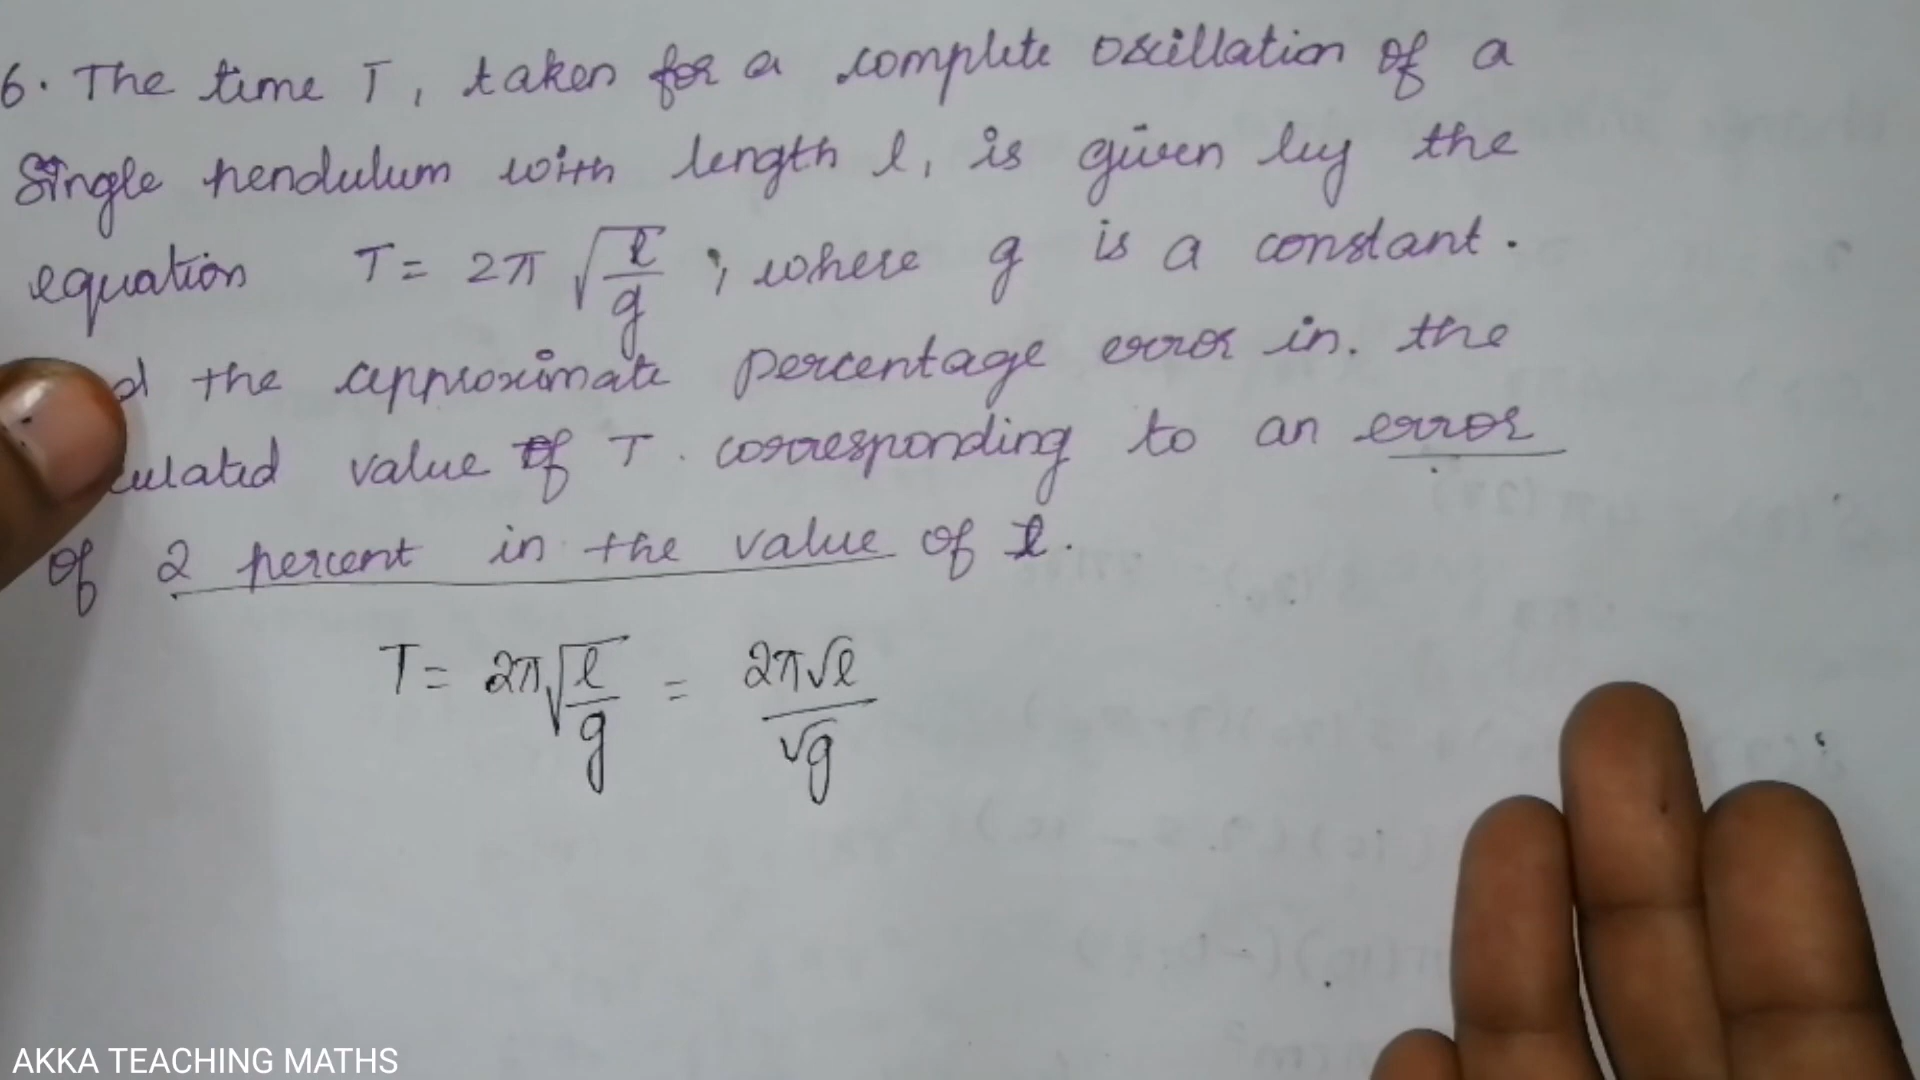 6. The time T, taken for a complete oscillation of a
Single pendulum with length l, is given by the
equation T = 2π √l/g ; where g is a constant.
the approximate percentage error in. the
value of T. corresponding to an error
of 2 percent in the value of l.
T = 2π√l/g = 2π√l/√g
AKKA TEACHING MATHS